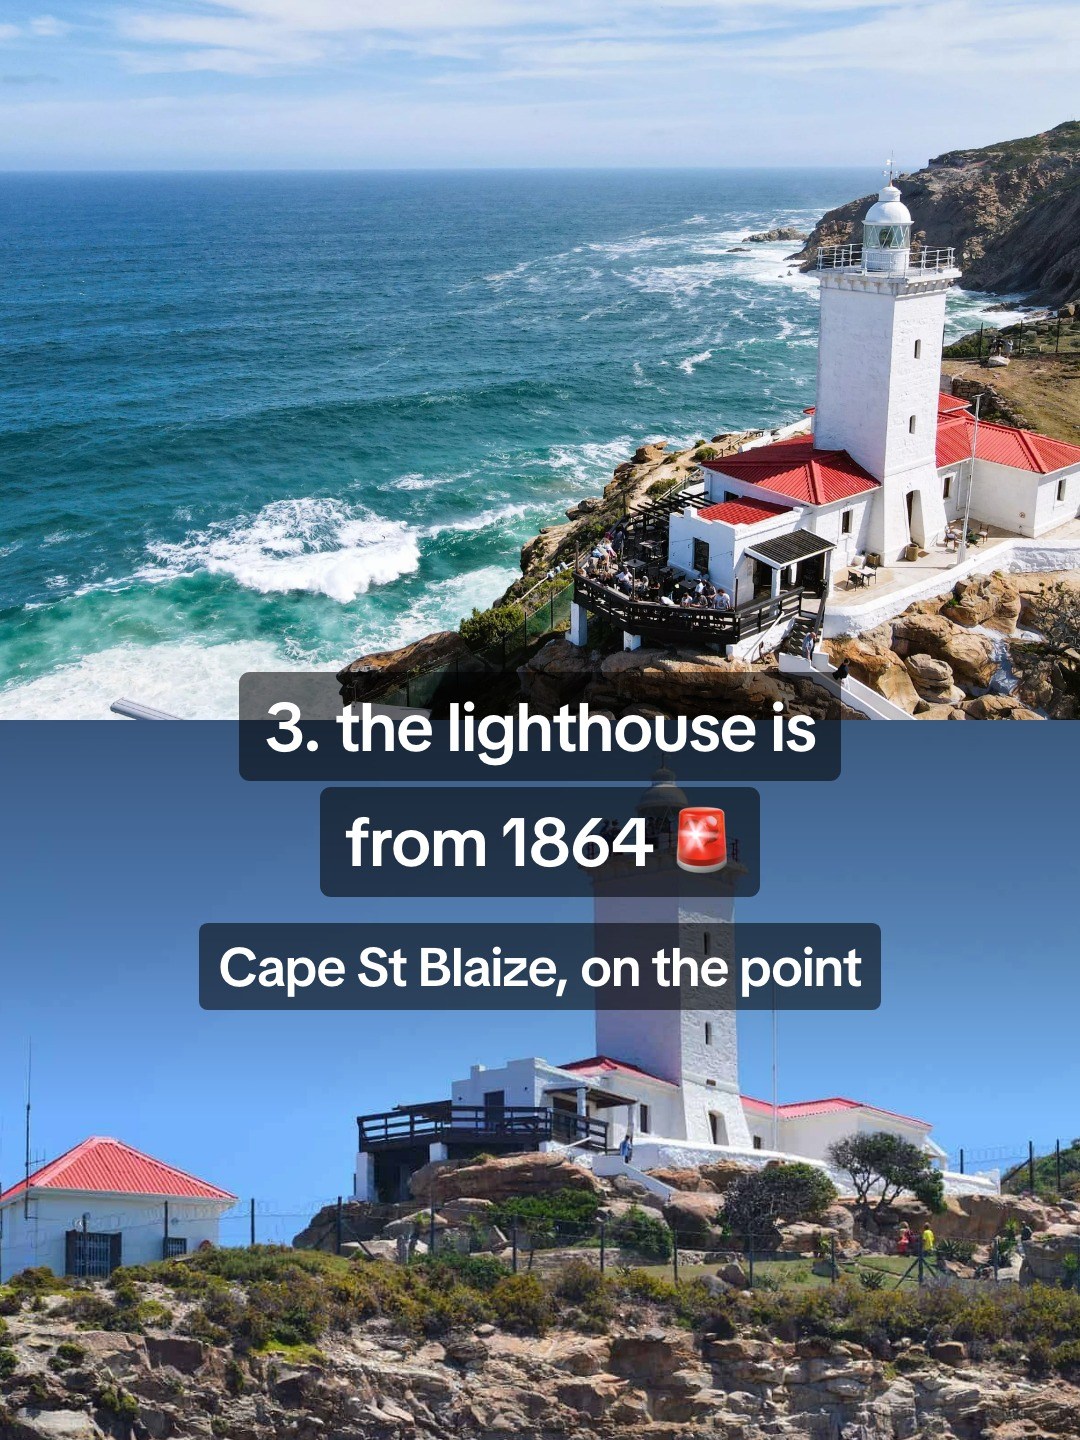 3. the lighthouse is
from 1864 🚨
Cape St Blaize, on the point